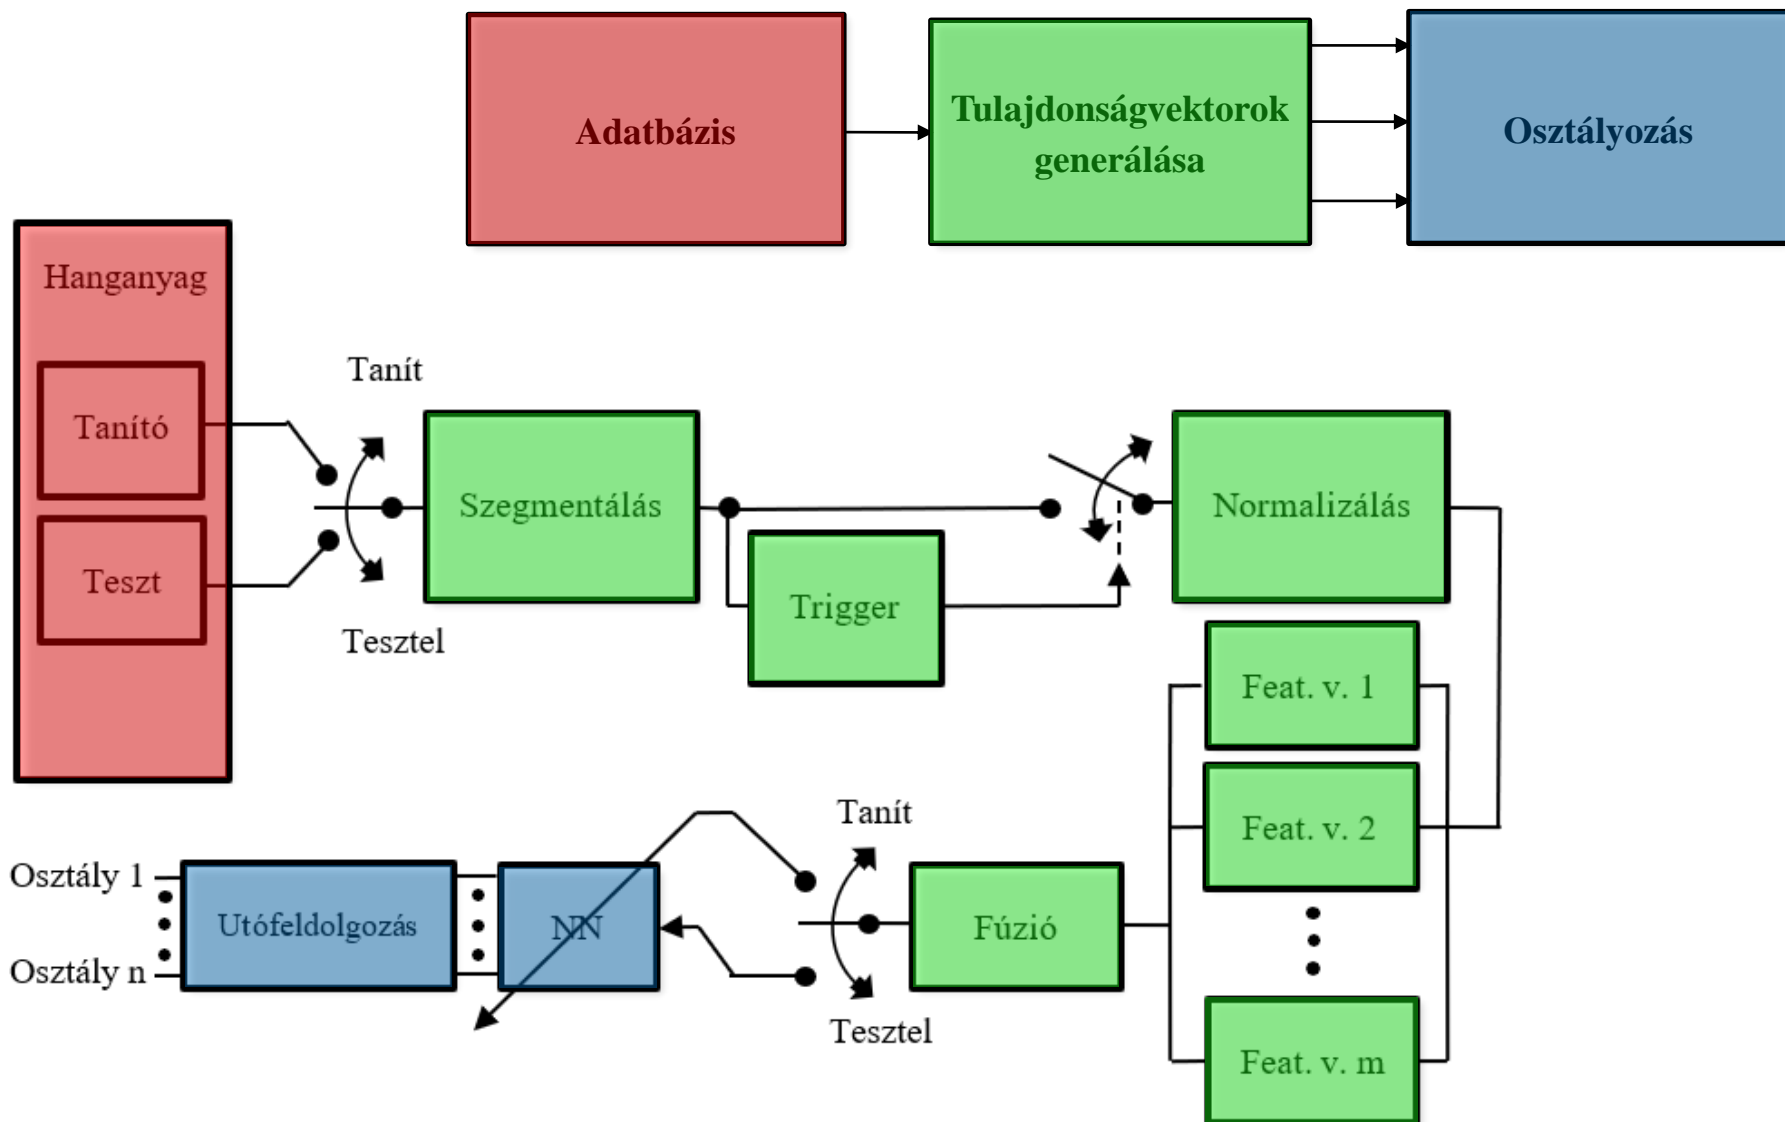 Adatbázis
Tulajdonságvektorok
generálása
Osztályozás
Hanganyag
Tanító
Teszt
Tanít
Tesztel
Szegmentálás
Trigger
Normalizálás
Feat. v. 1
Feat. v. 2
Feat. v. m
Fúzió
Tanít
Tesztel
NN
Utófeldolgozás
Osztály 1
Osztály n